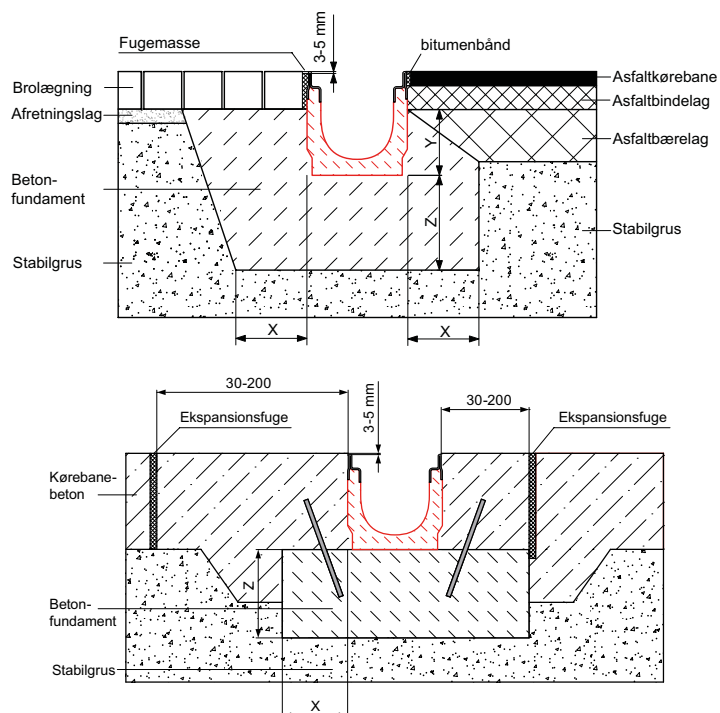 3-5 mm
Fugemasse
bitumenbånd
Brolægning
Afretningslag
Beton-
fundament
Stabilgrus
Asfaltkørebane
Asfaltbindelag
Asfaltbærelag
Stabilgrus
Y
Z
X
X
30-200
3-5 mm
30-200
Ekspansionsfuge
Ekspansionsfuge
Kørebane-
beton
Z
Beton-
fundament
Stabilgrus
X